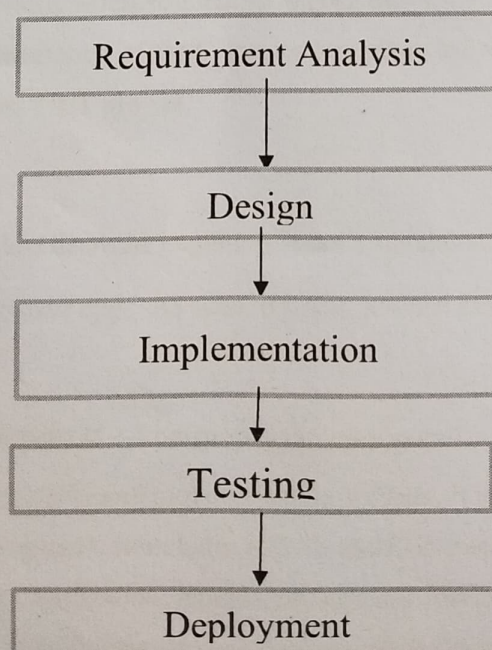 Requirement Analysis
Design
Implementation
Testing
Deployment